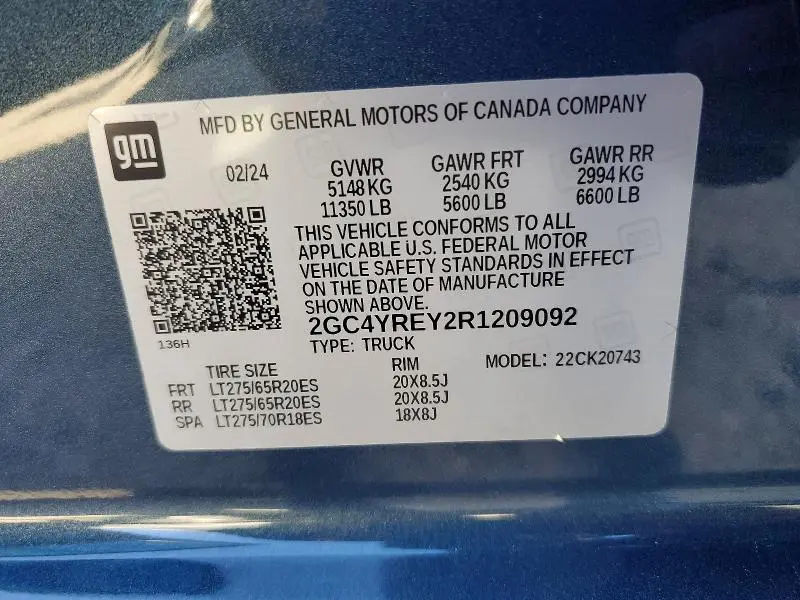 gm
MFD BY GENERAL MOTORS OF CANADA COMPANY
02/24
GVWR
5148 KG
11350 LB
GAWR FRT
2540 KG
5600 LB
GAWR RR
2994 KG
6600 LB
THIS VEHICLE CONFORMS TO ALL
APPLICABLE U.S. FEDERAL MOTOR
VEHICLE SAFETY STANDARDS IN EFFECT
ON THE DATE OF MANUFACTURE
SHOWN ABOVE.
2GC4YREY2R1209092
136H
TYPE: TRUCK
MODEL: 22CK20743
TIRE SIZE RIM
FRT LT275/65R20ES 20X8.5J
RR LT275/65R20ES 20X8.5J
SPA LT275/70R18ES 18X8J